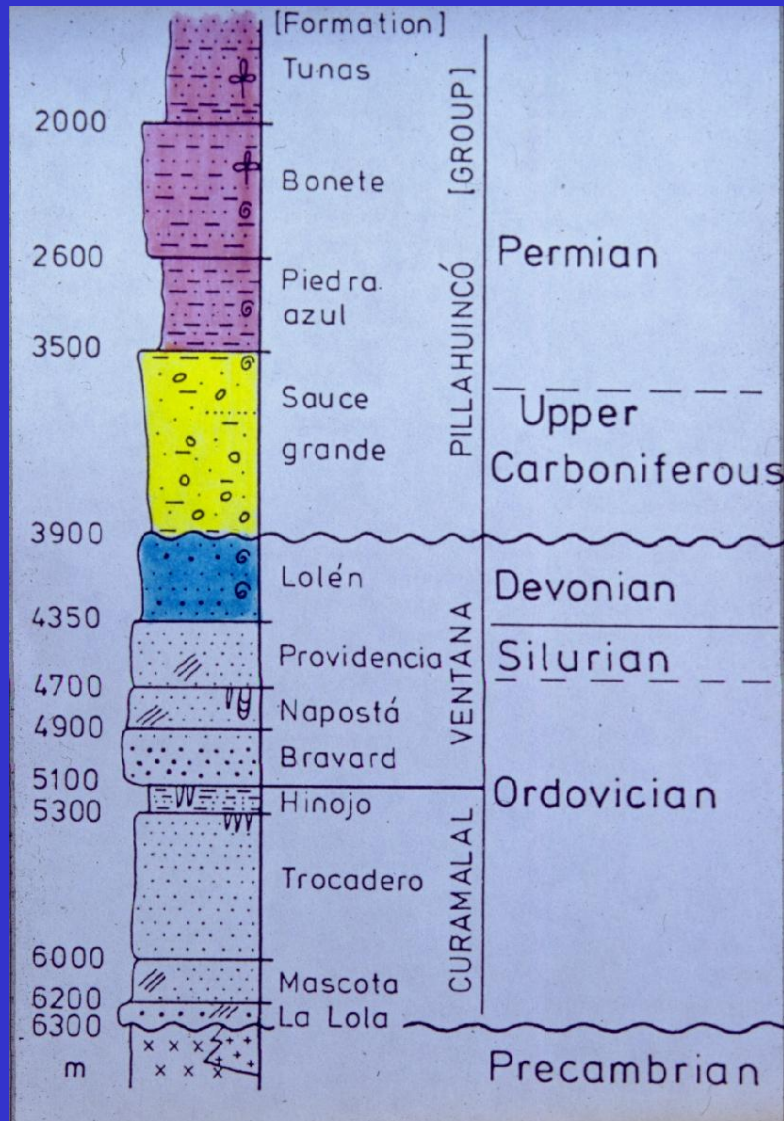 [Formation]
Tunas
2000
Bonete
[GROUP]
2600
Permian
Piedra
azul
PILLAHUINCÓ
3500
Sauce
grande
Upper
Carboniferous
3900
Lolén
Devonian
4350
Providencia
Silurian
4700
VENTANA
Napostá
4900
Bravard
5100
Hinojo
Ordovician
5300
Trocadero
CURAMALAL
6000
Mascota
6200
La Lola
6300
m
Precambrian